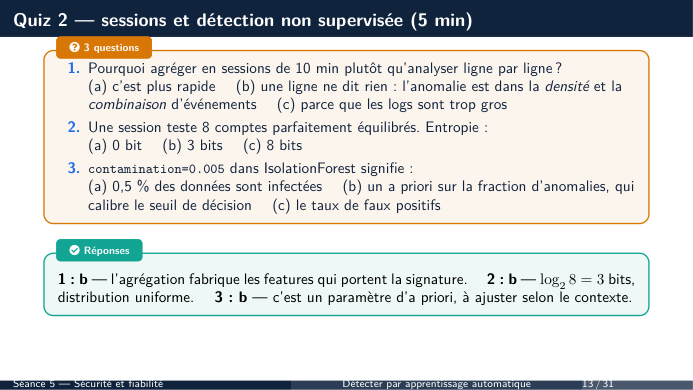 Quiz 2 — sessions et détection non supervisée (5 min)
3 questions
1. Pourquoi agréger en sessions de 10 min plutôt qu'analyser ligne par ligne ?
(a) c'est plus rapide (b) une ligne ne dit rien : l'anomalie est dans la densité et la
combinaison d'événements (c) parce que les logs sont trop gros
2. Une session teste 8 comptes parfaitement équilibrés. Entropie :
(a) 0 bit (b) 3 bits (c) 8 bits
3. contamination=0.005 dans IsolationForest signifie :
(a) 0,5 % des données sont infectées (b) un a priori sur la fraction d'anomalies, qui
calibre le seuil de décision (c) le taux de faux positifs
Réponses
1 : b — l'agrégation fabrique les features qui portent la signature. 2 : b — log₂ 8 = 3 bits,
distribution uniforme. 3 : b — c'est un paramètre d'a priori, à ajuster selon le contexte.
Séance 5 — Sécurité et fiabilité Détecter par apprentissage automatique 13 / 31